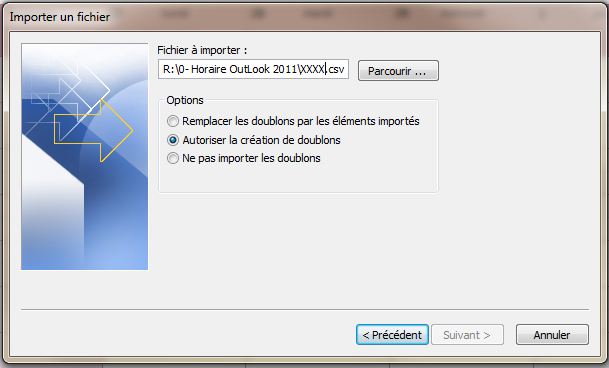 Importer un fichier
Fichier à importer :
R:\0- Horaire OutLook 2011\XXXX.csv
Parcourir ...
Options
Remplacer les doublons par les éléments importés
Autoriser la création de doublons
Ne pas importer les doublons
< Précédent
Suivant >
Annuler